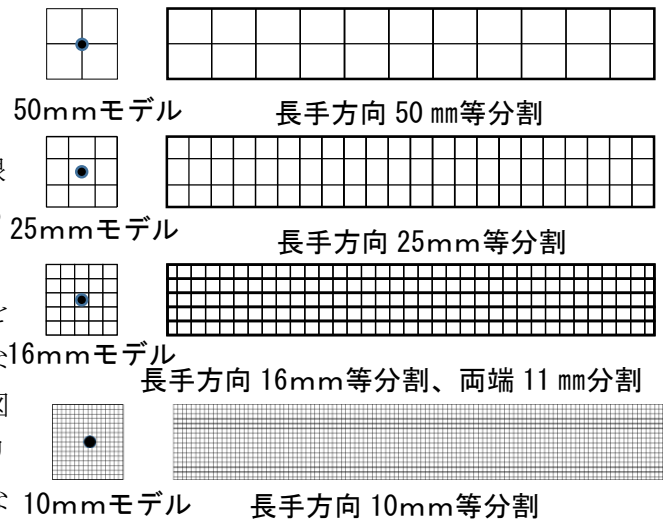 50mmモデル 長手方向 50 ㎜等分割
25mmモデル 長手方向 25mm等分割
16mmモデル
長手方向 16mm等分割、両端 11 ㎜分割
10mmモデル 長手方向 10mm等分割